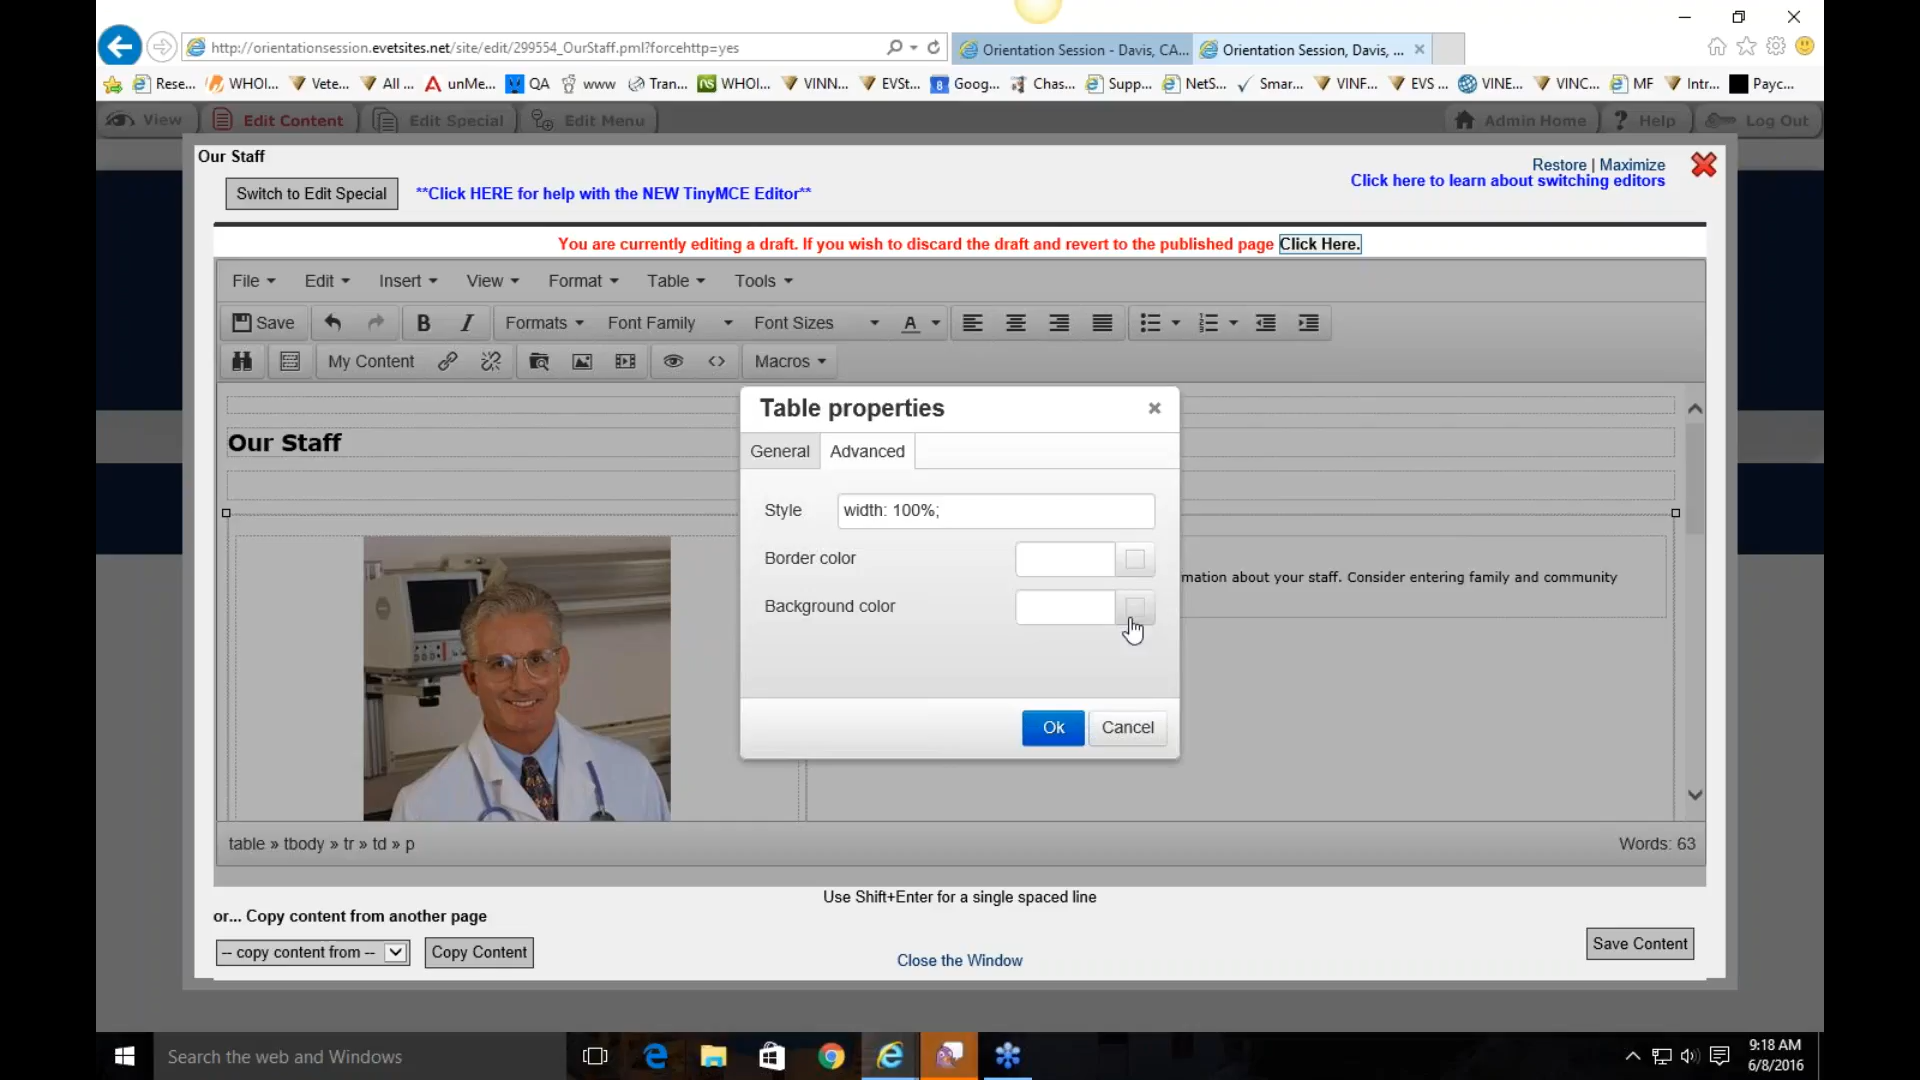 http://orientationsession.evetsites.net/site/edit/299554_OurStaff.pml?forcehttp=yes
Orientation Session - Davis, CA...
Orientation Session, Davis, ...
Rese... WHOI... Vete... All ... unMe... QA www Tran... WHOI... VINN... EVSt... Goog... Chas... Supp... NetS... Smar... VINF... EVS ... VINE... VINC... MF Intr... Payc...
View Edit Content Edit Special Edit Menu Admin Home Help Log Out
Our Staff
Restore | Maximize
Click here to learn about switching editors
Switch to Edit Special **Click HERE for help with the NEW TinyMCE Editor**
You are currently editing a draft. If you wish to discard the draft and revert to the published page Click Here.
File Edit Insert View Format Table Tools
Save B I Formats Font Family Font Sizes A
My Content Macros
Table properties
General Advanced
Our Staff
Style width: 100%;
Border color
mation about your staff. Consider entering family and community
Background color
Ok Cancel
table » tbody » tr » td » p Words: 63
Use Shift+Enter for a single spaced line
or... Copy content from another page
-- copy content from -- Copy Content
Save Content
Close the Window
Search the web and Windows
9:18 AM
6/8/2016